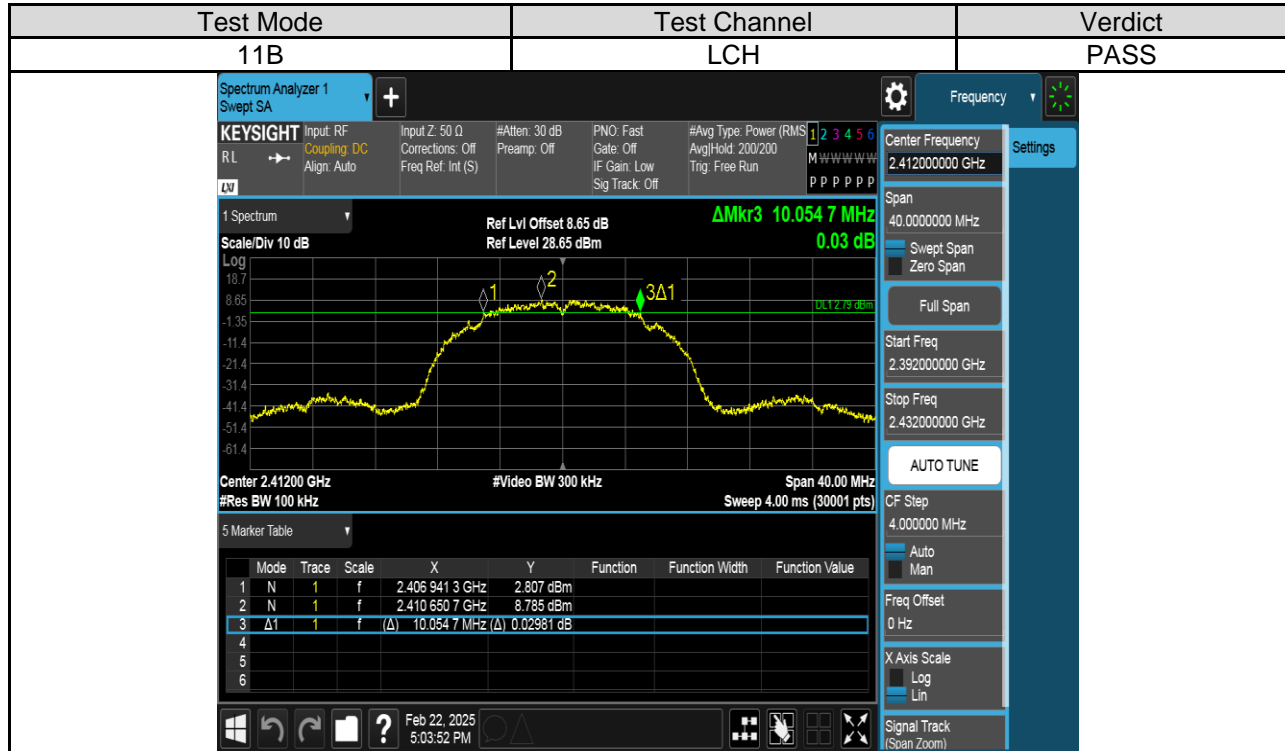 Test Mode Test Channel Verdict
11B LCH PASS
Spectrum Analyzer 1
Swept SA
+
Frequency
KEYSIGHT
RL
LXI
Input: RF
Coupling: DC
Align: Auto
Input Z: 50 Ω
Corrections: Off
Freq Ref: Int (S)
#Atten: 30 dB
Preamp: Off
PNO: Fast
Gate: Off
IF Gain: Low
Sig Track: Off
#Avg Type: Power (RMS
Avg|Hold: 200/200
Trig: Free Run
1 2 3 4 5 6
M W W W W W
P P P P P P
1 Spectrum
Scale/Div 10 dB
Ref Lvl Offset 8.65 dB
Ref Level 28.65 dBm
ΔMkr3 10.054 7 MHz
0.03 dB
Log
18.7
8.65
-1.35
-11.4
-21.4
-31.4
-41.4
-51.4
-61.4
1
2
3Δ1
DL1 2.79 dBm
Center 2.41200 GHz #Video BW 300 kHz Span 40.00 MHz
#Res BW 100 kHz Sweep 4.00 ms (30001 pts)
5 Marker Table
Mode Trace Scale X Y Function Function Width Function Value
1 N 1 f 2.406 941 3 GHz 2.807 dBm
2 N 1 f 2.410 650 7 GHz 8.785 dBm
3 Δ1 1 f (Δ) 10.054 7 MHz (Δ) 0.02981 dB
4
5
6
?
Feb 22, 2025
5:03:52 PM
Settings
Center Frequency
2.412000000 GHz
Span
40.0000000 MHz
Swept Span
Zero Span
Full Span
Start Freq
2.392000000 GHz
Stop Freq
2.432000000 GHz
AUTO TUNE
CF Step
4.000000 MHz
Auto
Man
Freq Offset
0 Hz
X Axis Scale
Log
Lin
Signal Track
(Span Zoom)